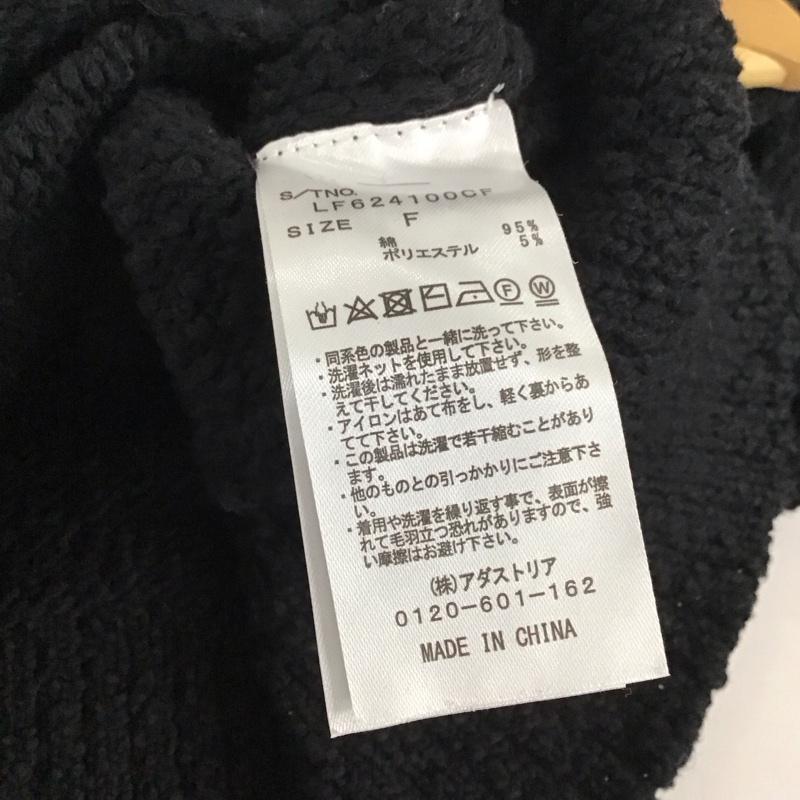 S/TNO.
LF624100CF
SIZE F
綿 95%
ポリエステル 5%
F W
・同系色の製品と一緒に洗って下さい。
・洗濯ネットを使用して下さい。
・洗濯後は濡れたまま放置せず、形を整
えて干してください。
・アイロンはあて布をし、軽く裏からあ
てて下さい。
・この製品は洗濯で若干縮むことがあり
ます。
・他のものとの引っかかりにご注意下さ
い。
・着用や洗濯を繰り返す事で、表面が擦
れて毛羽立つ恐れがありますので、強
い摩擦はお避け下さい。
(株)アダストリア
0120-601-162
MADE IN CHINA